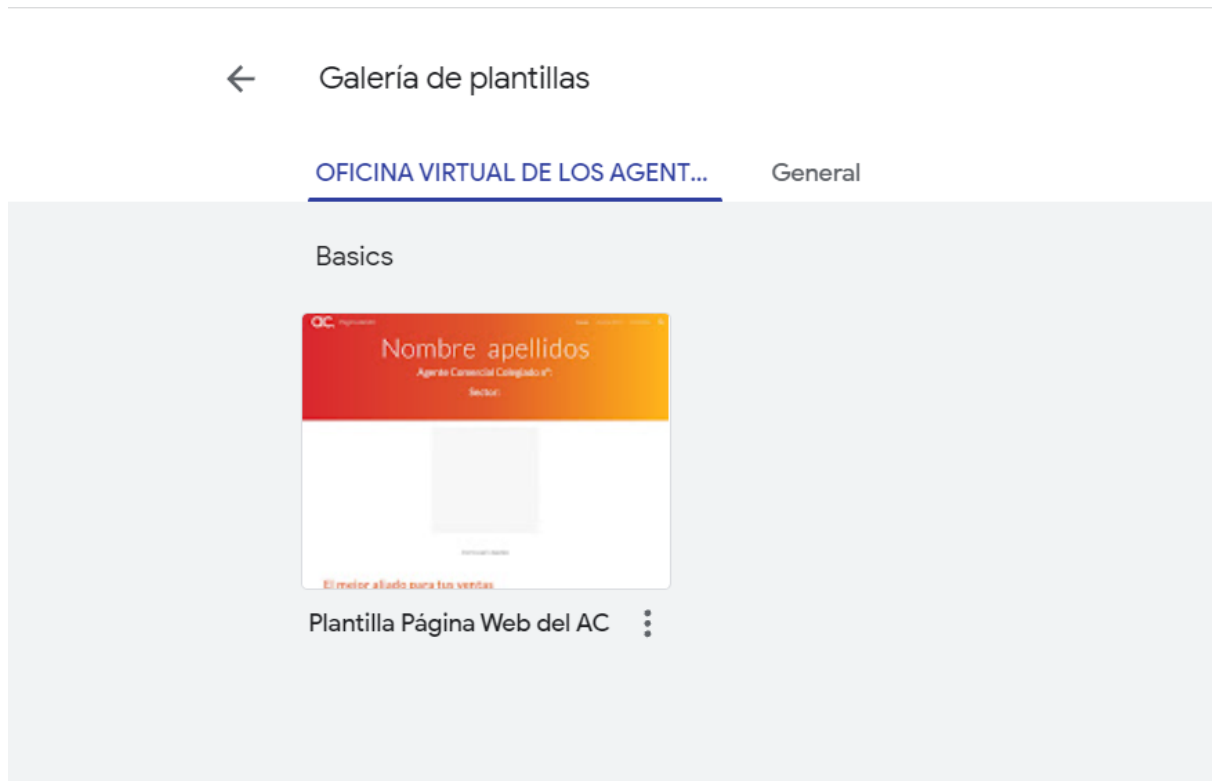 Galería de plantillas
OFICINA VIRTUAL DE LOS AGENT...
General
Basics
ac.
Nombre apellidos
Agente Comercial Colegiado nº:
Sector:
El mejor aliado para tus ventas
Plantilla Página Web del AC